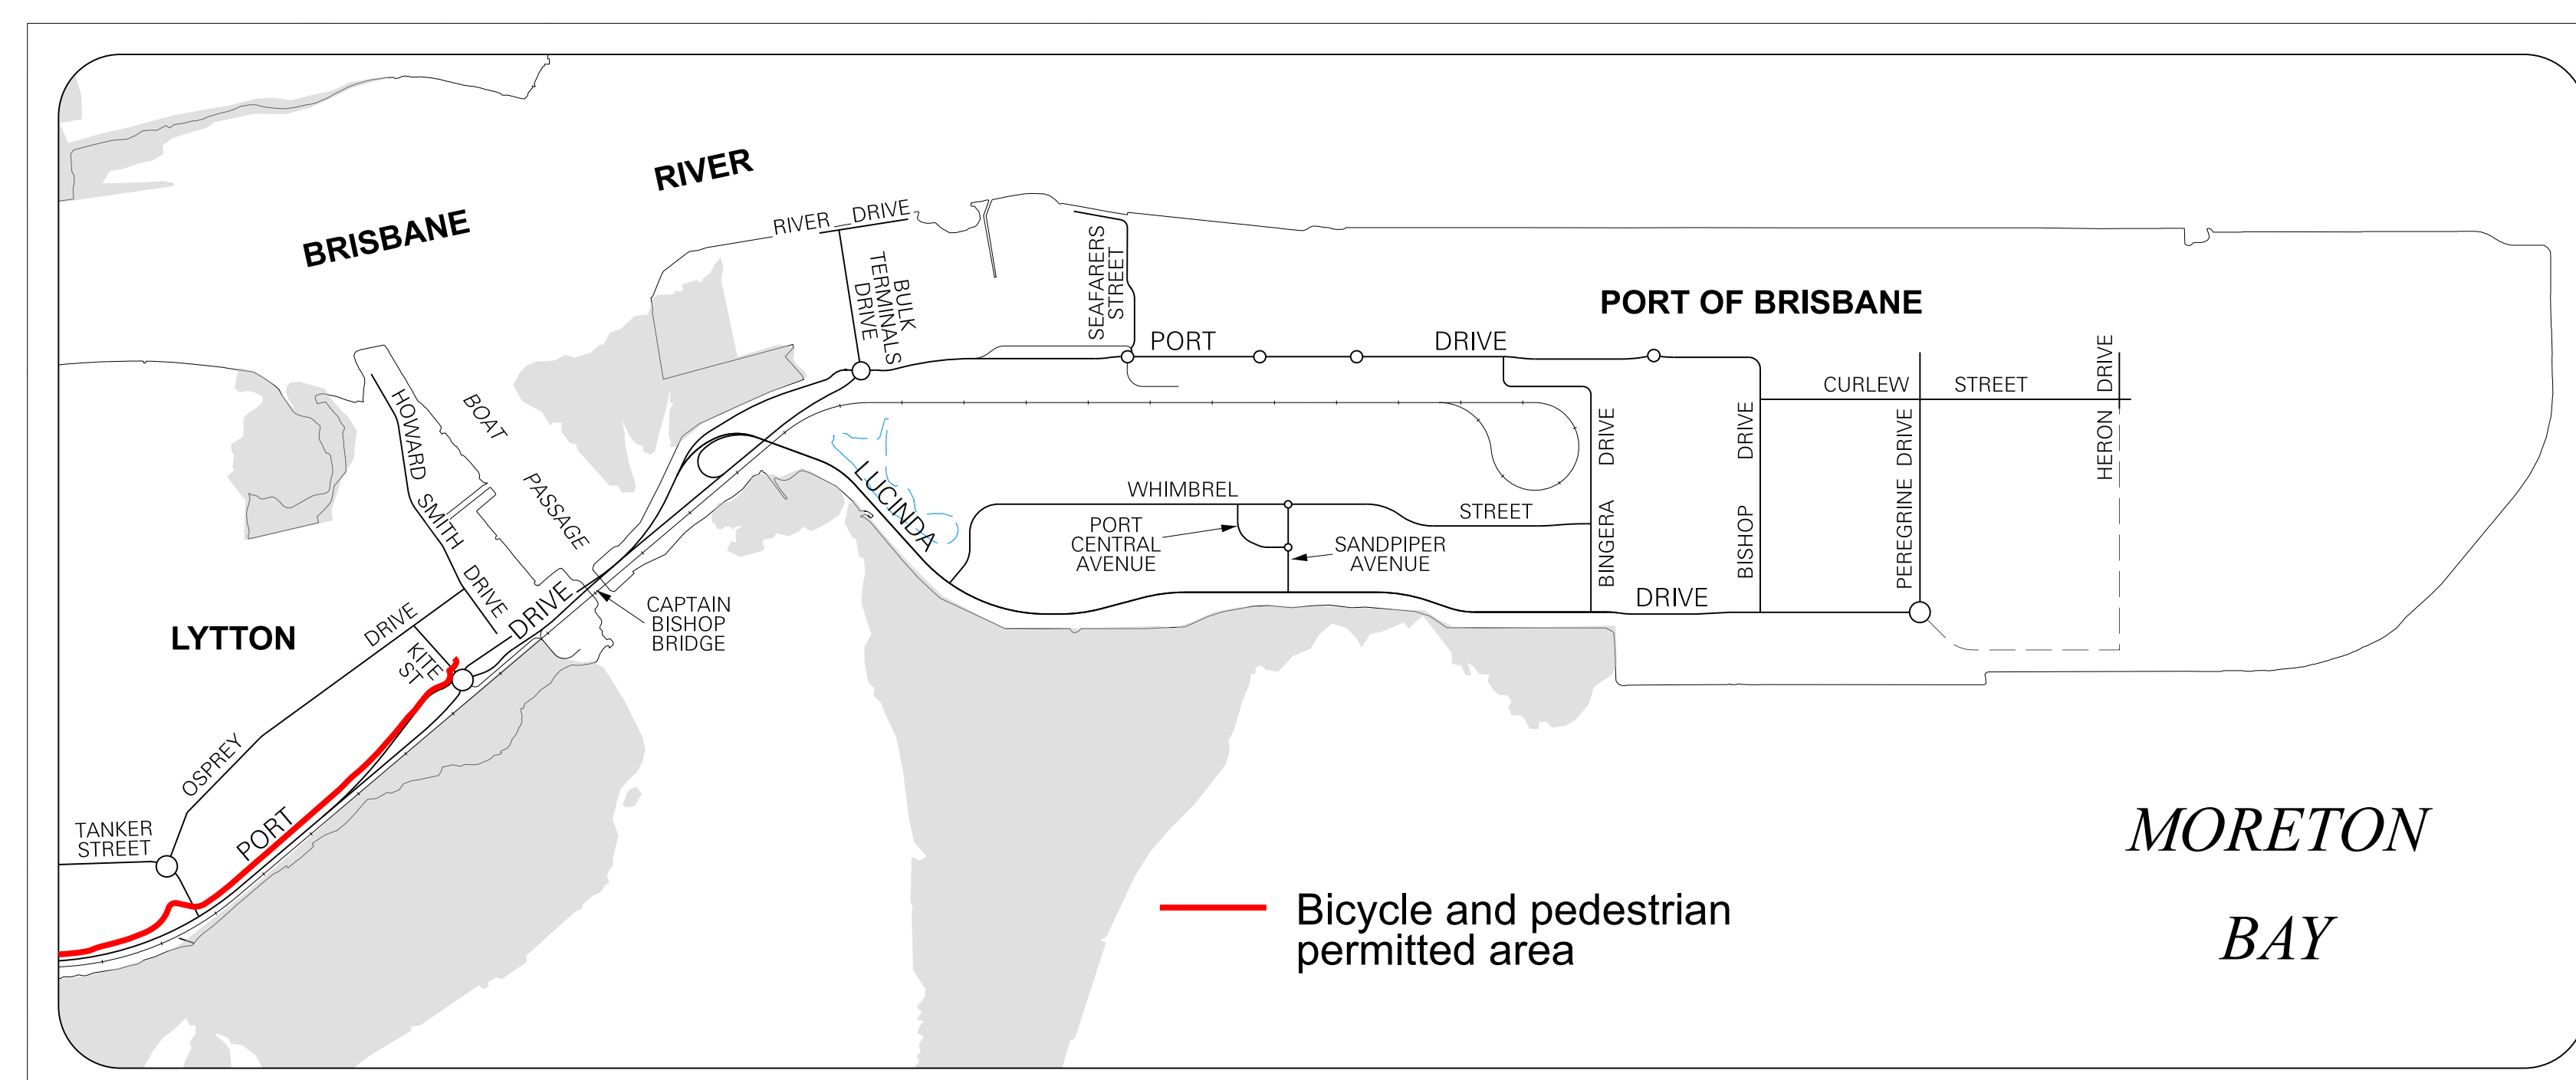 BRISBANE
RIVER
RIVER DRIVE
BULK
TERMINALS
DRIVE
SEAFARERS
STREET
PORT OF BRISBANE
PORT DRIVE
CURLEW STREET
HERON DRIVE
PEREGRINE DRIVE
BISHOP DRIVE
BINGERA DRIVE
HOWARD SMITH DRIVE
BOAT PASSAGE
LUCINDA DRIVE
WHIMBREL STREET
PORT
CENTRAL
AVENUE
SANDPIPER
AVENUE
CAPTAIN
BISHOP
BRIDGE
LYTTON
KITE
ST
OSPREY DRIVE
PORT DRIVE
TANKER
STREET
MORETON
BAY
Bicycle and pedestrian
permitted area